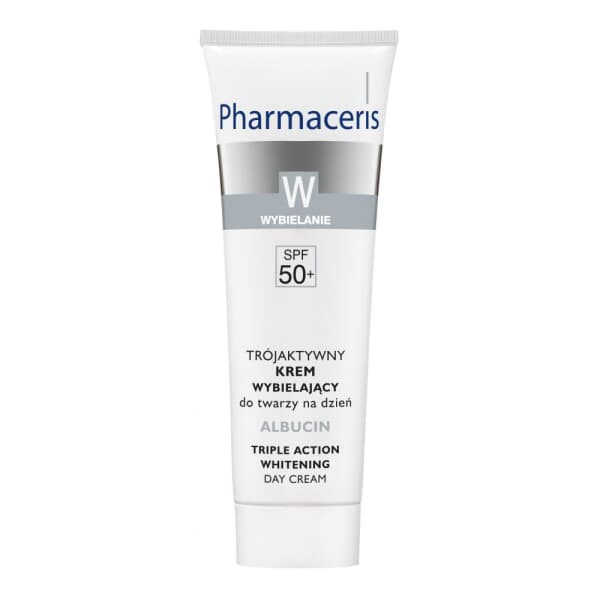 Pharmaceris
W
WYBIELANIE
SPF
50+
TRÓJAKTYWNY
KREM
WYBIELAJĄCY
do twarzy na dzień
ALBUCIN
TRIPLE ACTION
WHITENING
DAY CREAM